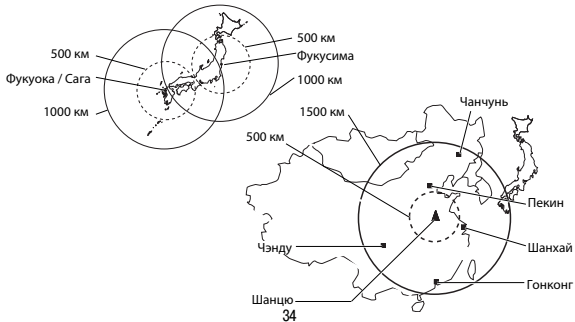 500 км
500 км
Фукусима
Фукуока / Сага
1000 км
1000 км
Чанчунь
1500 км
500 км
Пекин
Чэнду
Шанхай
Гонконг
Шанцю
34